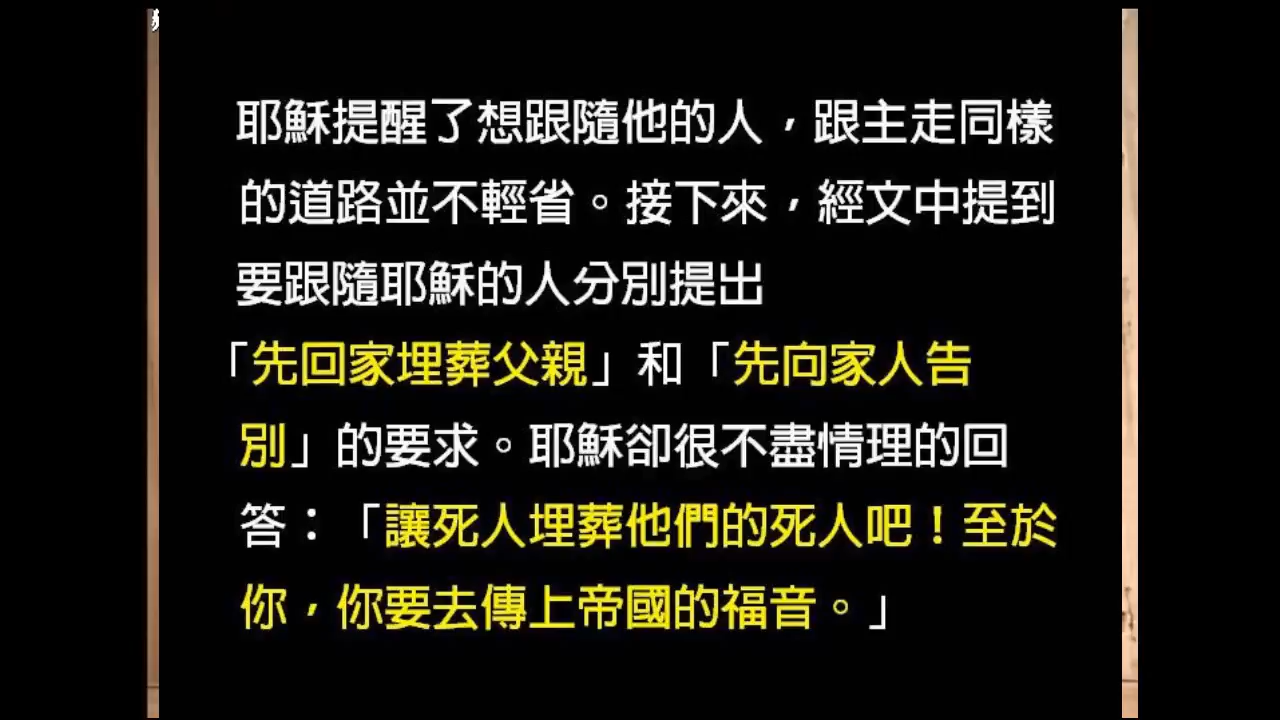 耶穌提醒了想跟隨他的人，跟主走同樣
的道路並不輕省。接下來，經文中提到
要跟隨耶穌的人分別提出
「先回家埋葬父親」和「先向家人告
別」的要求。耶穌卻很不盡情理的回
答：「讓死人埋葬他們的死人吧！至於
你，你要去傳上帝國的福音。」